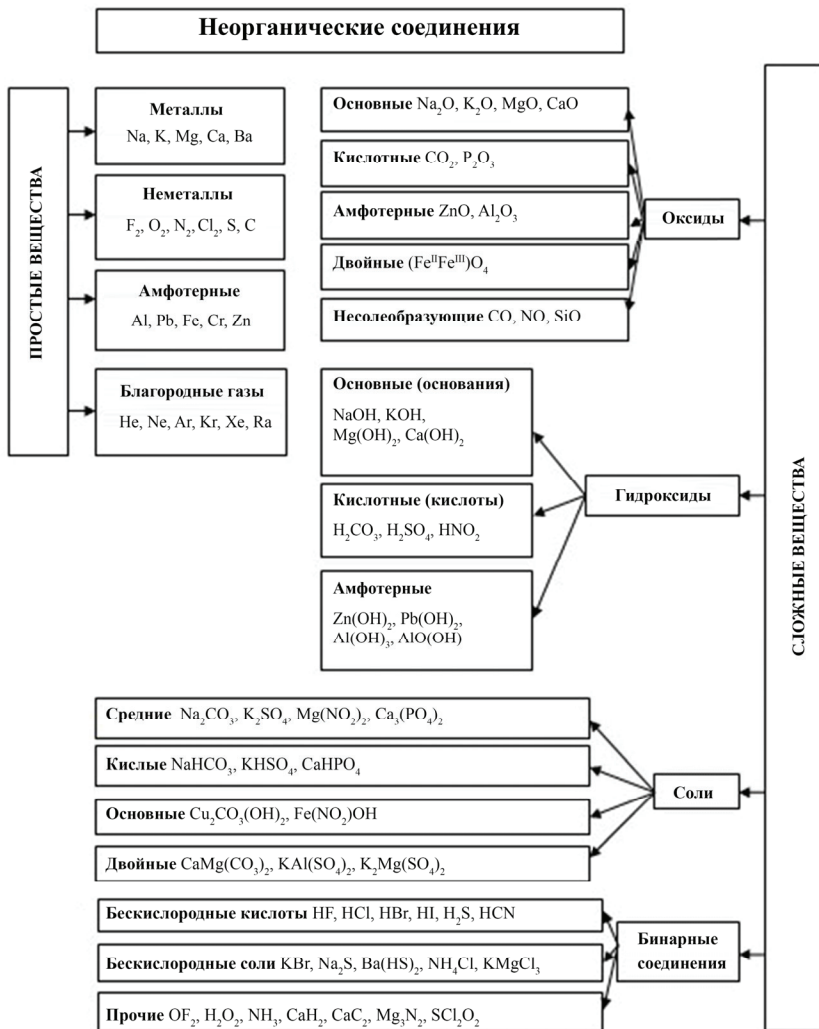 Неорганические соединения
ПРОСТЫЕ ВЕЩЕСТВА
Металлы
Na, K, Mg, Ca, Ba
Неметаллы
F₂, O₂, N₂, Cl₂, S, C
Амфотерные
Al, Pb, Fe, Cr, Zn
Благородные газы
He, Ne, Ar, Kr, Xe, Ra
СЛОЖНЫЕ ВЕЩЕСТВА
Оксиды
Основные Na₂O, K₂O, MgO, CaO
Кислотные CO₂, P₂O₃
Амфотерные ZnO, Al₂O₃
Двойные (FeᴵᴵFeᴵᴵᴵ)O₄
Несолеобразующие CO, NO, SiO
Гидроксиды
Основные (основания)
NaOH, KOH,
Mg(OH)₂, Ca(OH)₂
Кислотные (кислоты)
H₂CO₃, H₂SO₄, HNO₂
Амфотерные
Zn(OH)₂, Pb(OH)₂,
Al(OH)₃, AlO(OH)
Соли
Средние Na₂CO₃, K₂SO₄, Mg(NO₂)₂, Ca₃(PO₄)₂
Кислые NaHCO₃, KHSO₄, CaHPO₄
Основные Cu₂CO₃(OH)₂, Fe(NO₂)OH
Двойные CaMg(CO₃)₂, KAl(SO₄)₂, K₂Mg(SO₄)₂
Бинарные
соединения
Бескислородные кислоты HF, HCl, HBr, HI, H₂S, HCN
Бескислородные соли KBr, Na₂S, Ba(HS)₂, NH₄Cl, KMgCl₃
Прочие OF₂, H₂O₂, NH₃, CaH₂, CaC₂, Mg₃N₂, SCl₂O₂